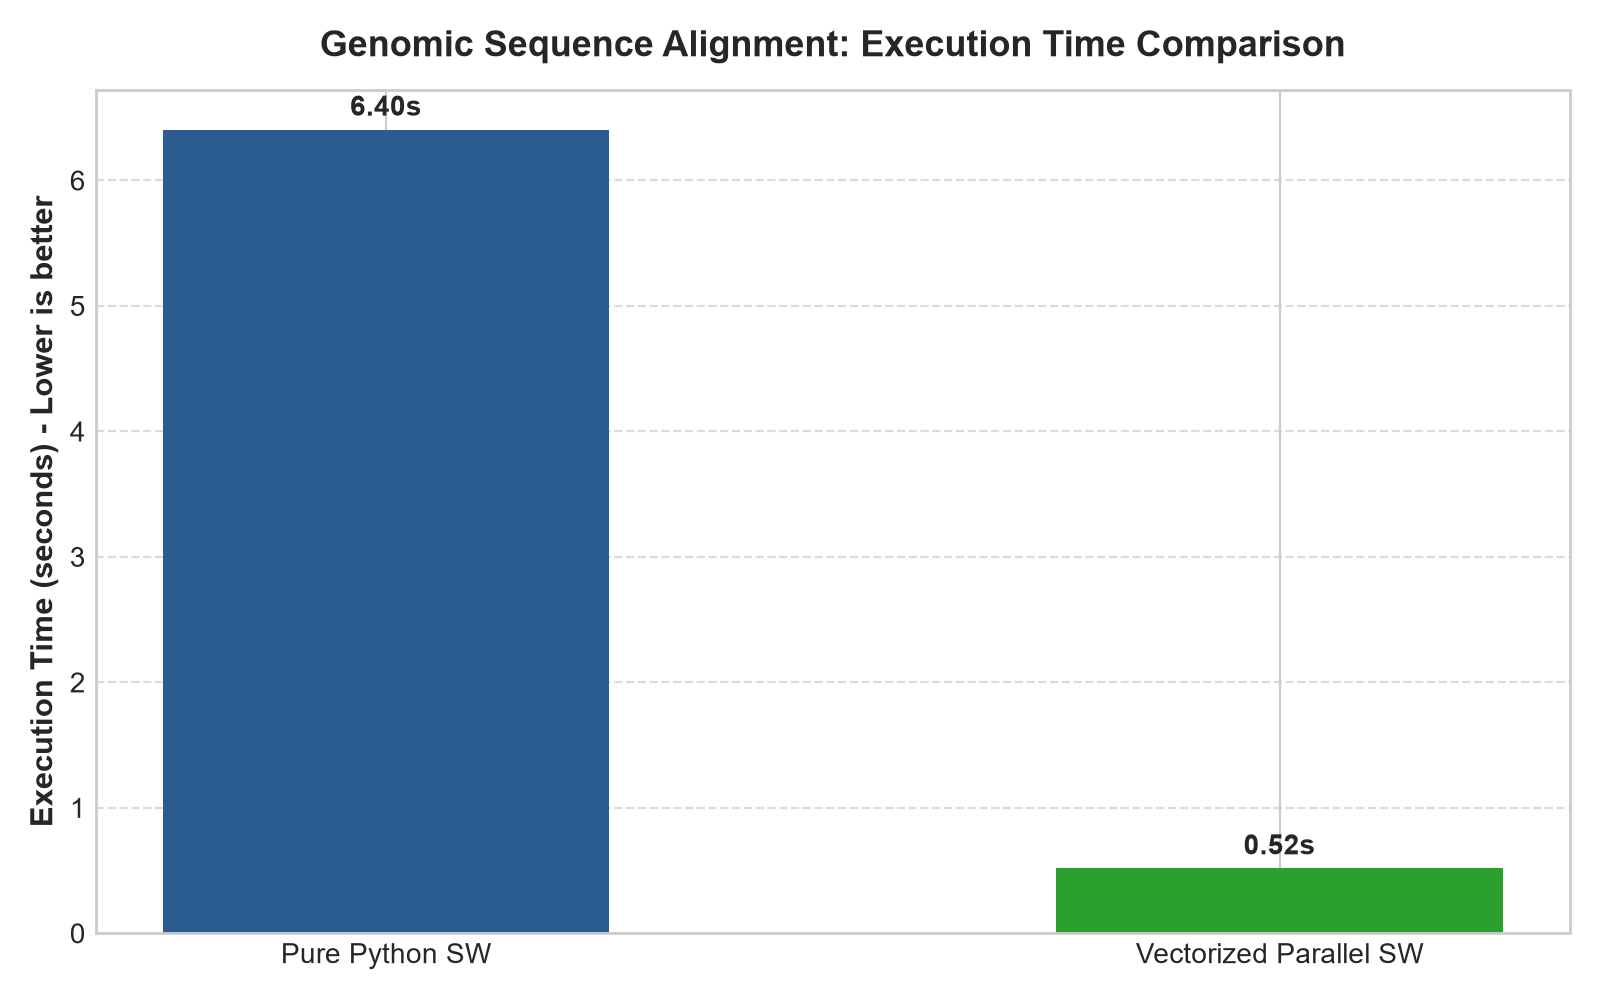 Genomic Sequence Alignment: Execution Time Comparison
Execution Time (seconds) - Lower is better
6.40s
6
5
4
3
2
1
0.52s
0
Pure Python SW
Vectorized Parallel SW